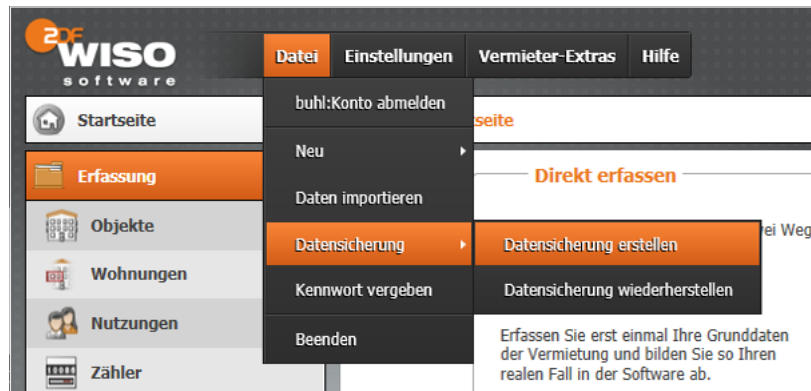 ZDF
WISO
software
Datei Einstellungen Vermieter-Extras Hilfe
buhl:Konto abmelden
Startseite
seite
Erfassung
Neu
Direkt erfassen
Daten importieren
Objekte
Datensicherung
Datensicherung erstellen
ei Weg
Wohnungen
Kennwort vergeben
Datensicherung wiederherstellen
Nutzungen
Beenden
Erfassen Sie erst einmal Ihre Grunddaten
der Vermietung und bilden Sie so Ihren
Zähler
realen Fall in der Software ab.